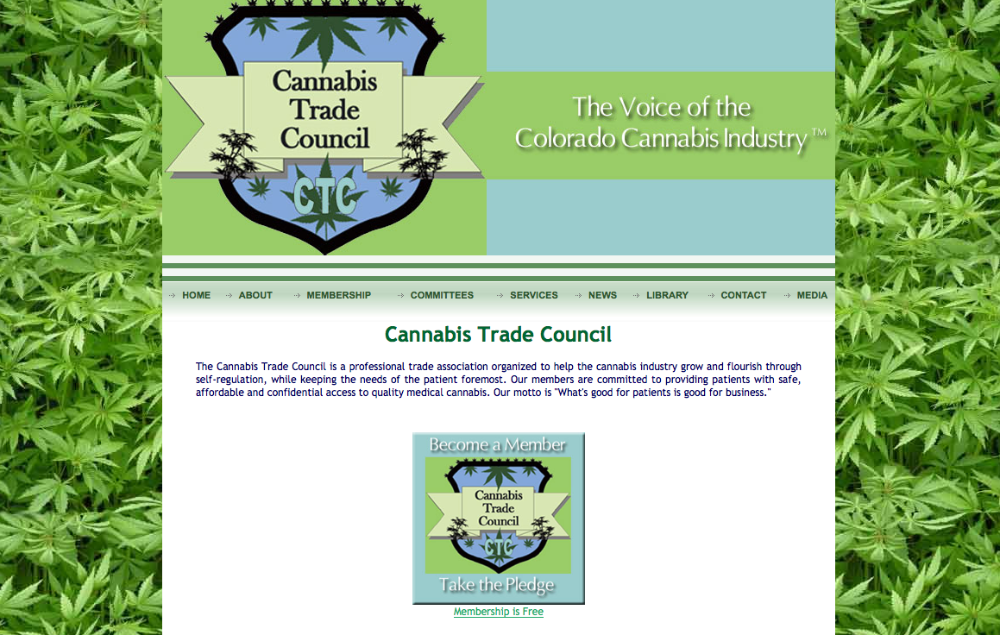 Cannabis
Trade
Council
CTC
The Voice of the
Colorado Cannabis Industry™
HOME ABOUT MEMBERSHIP COMMITTEES SERVICES NEWS LIBRARY CONTACT MEDIA
Cannabis Trade Council
The Cannabis Trade Council is a professional trade association organized to help the cannabis industry grow and flourish through
self-regulation, while keeping the needs of the patient foremost. Our members are committed to providing patients with safe,
affordable and confidential access to quality medical cannabis. Our motto is "What's good for patients is good for business."
Become a Member
Cannabis
Trade
Council
CTC
Take the Pledge
Membership is Free